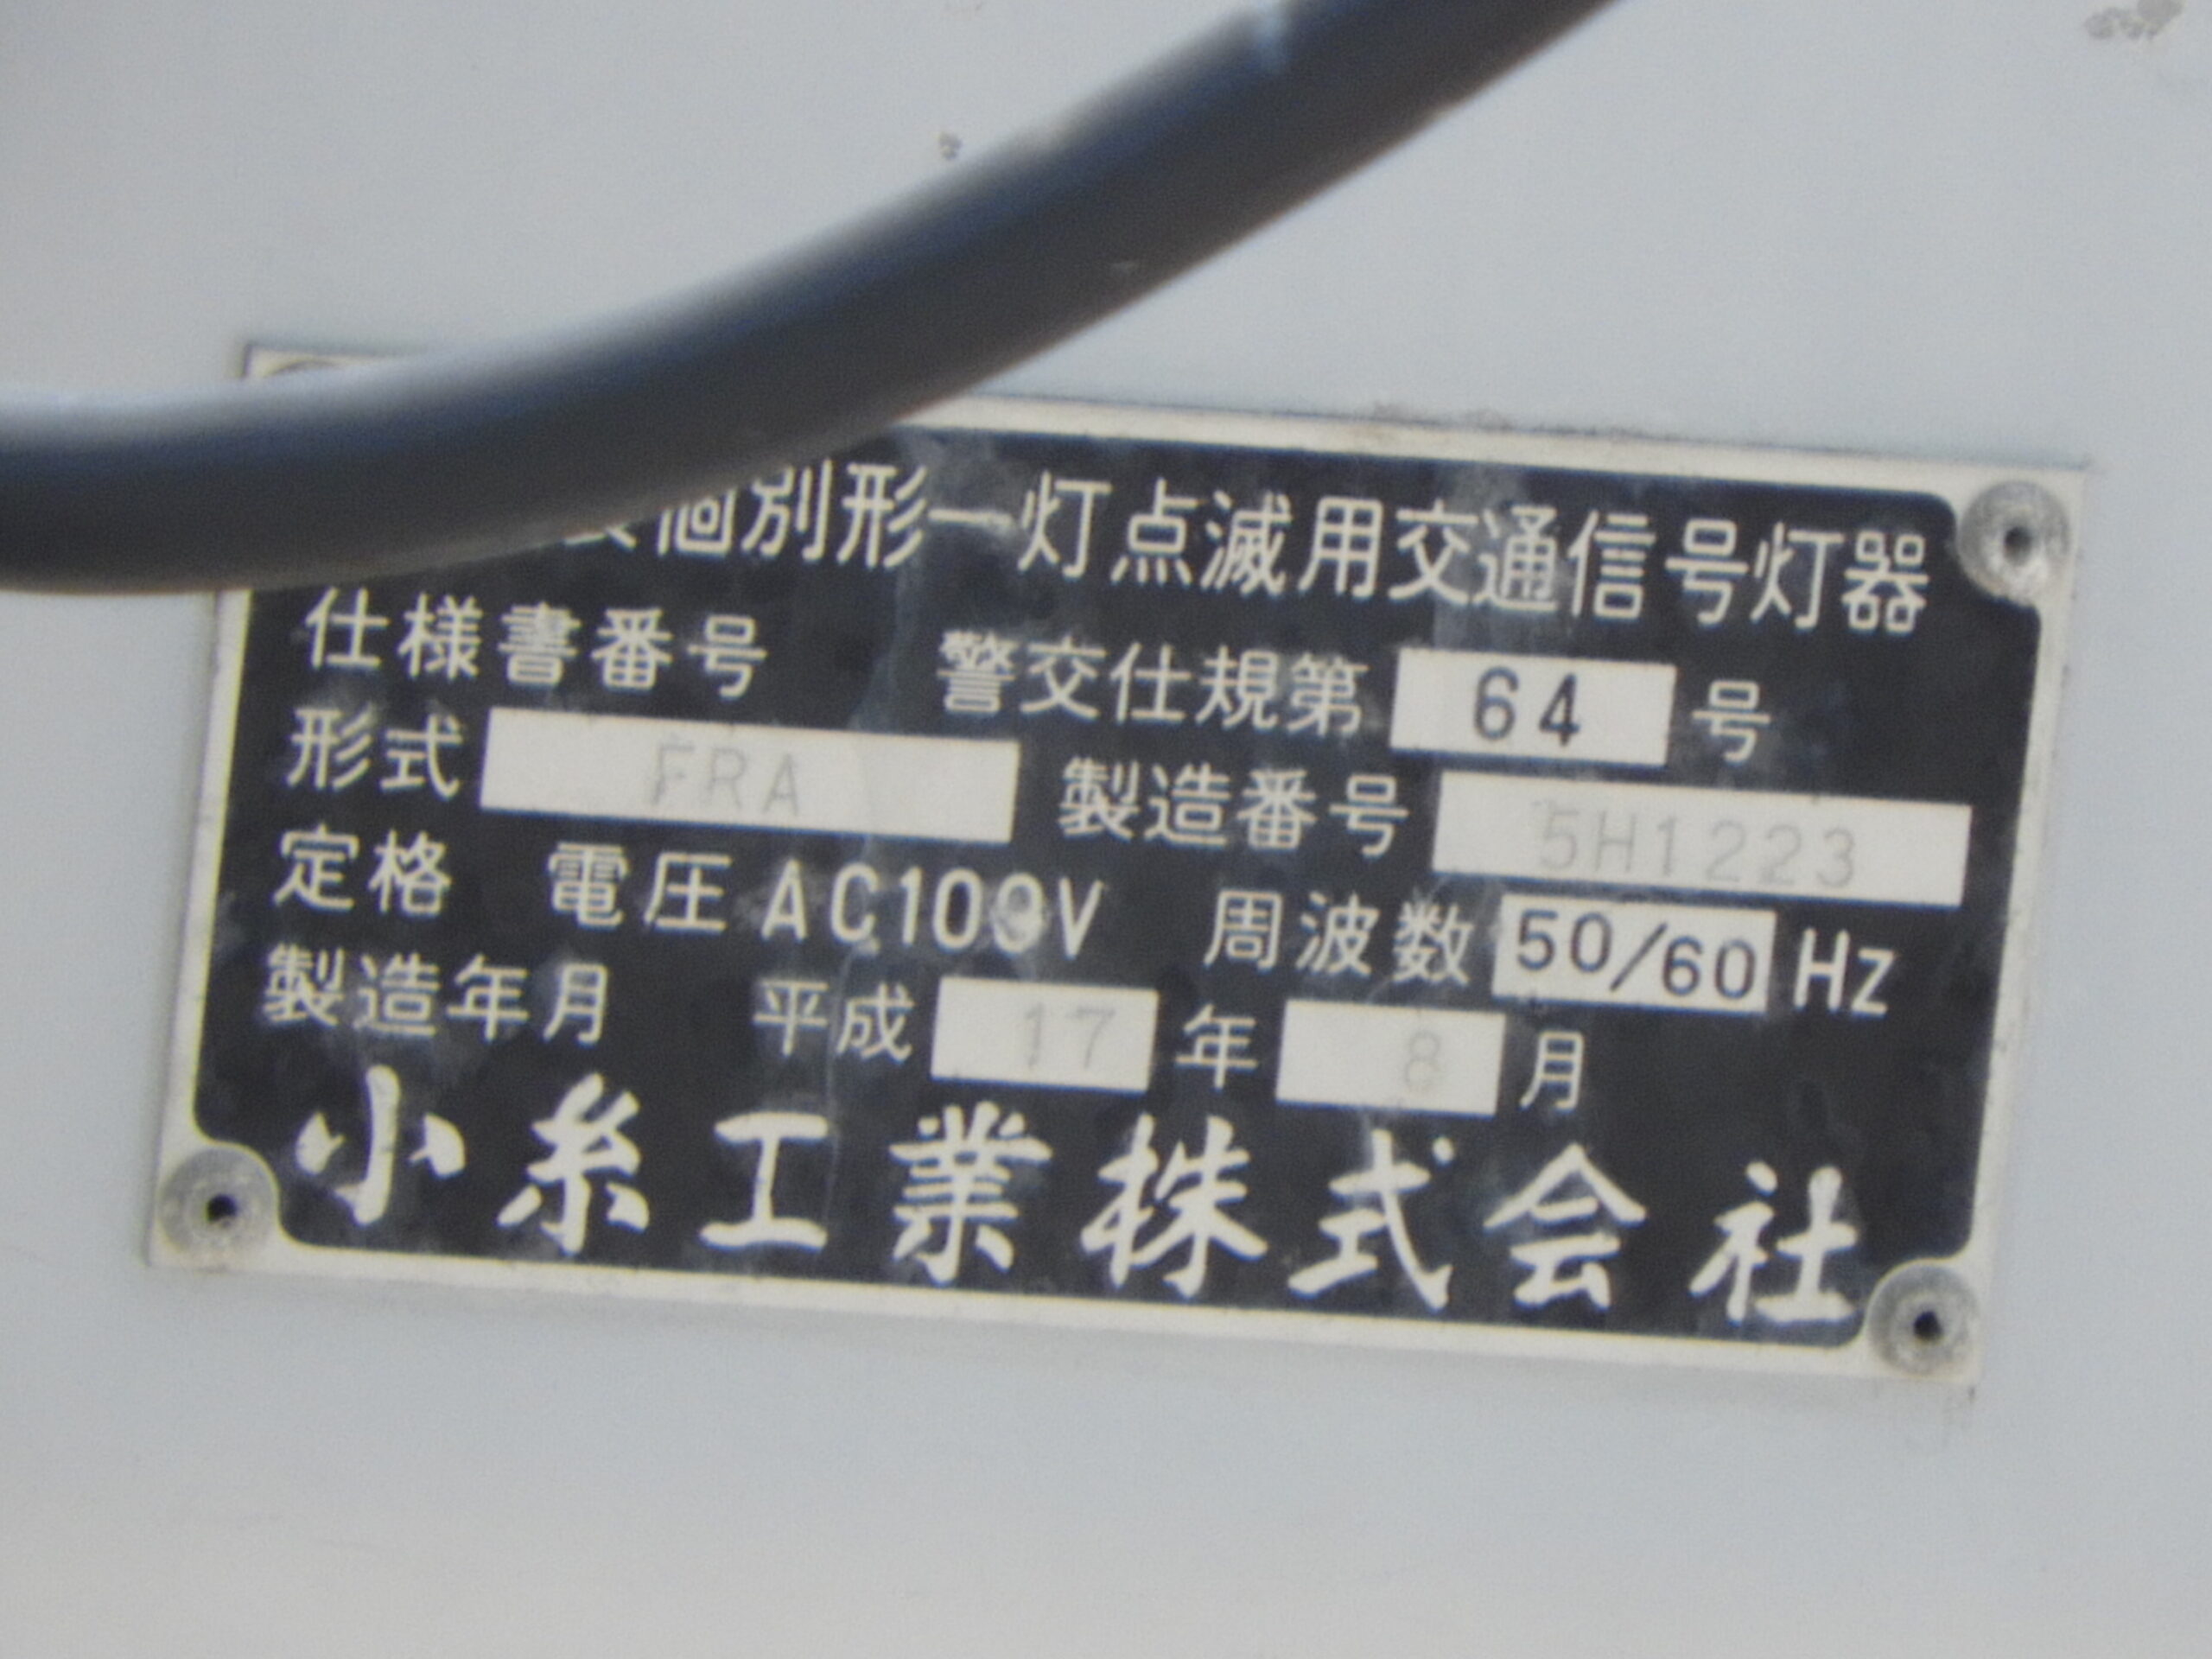 個別形一灯点滅用交通信号灯器
仕様書番号 警交仕規第 64 号
形式 FRA 製造番号 5H1223
定格 電圧 AC100V 周波数 50/60 Hz
製造年月 平成 17 年 8 月
小糸工業株式会社